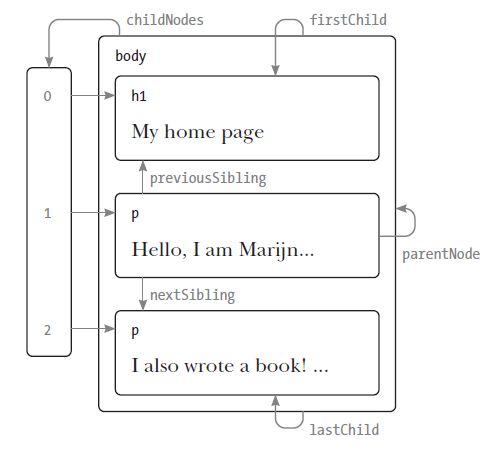 childNodes
firstChild
body
0
h1
My home page
previousSibling
1
p
Hello, I am Marijn...
parentNode
nextSibling
2
p
I also wrote a book! ...
lastChild